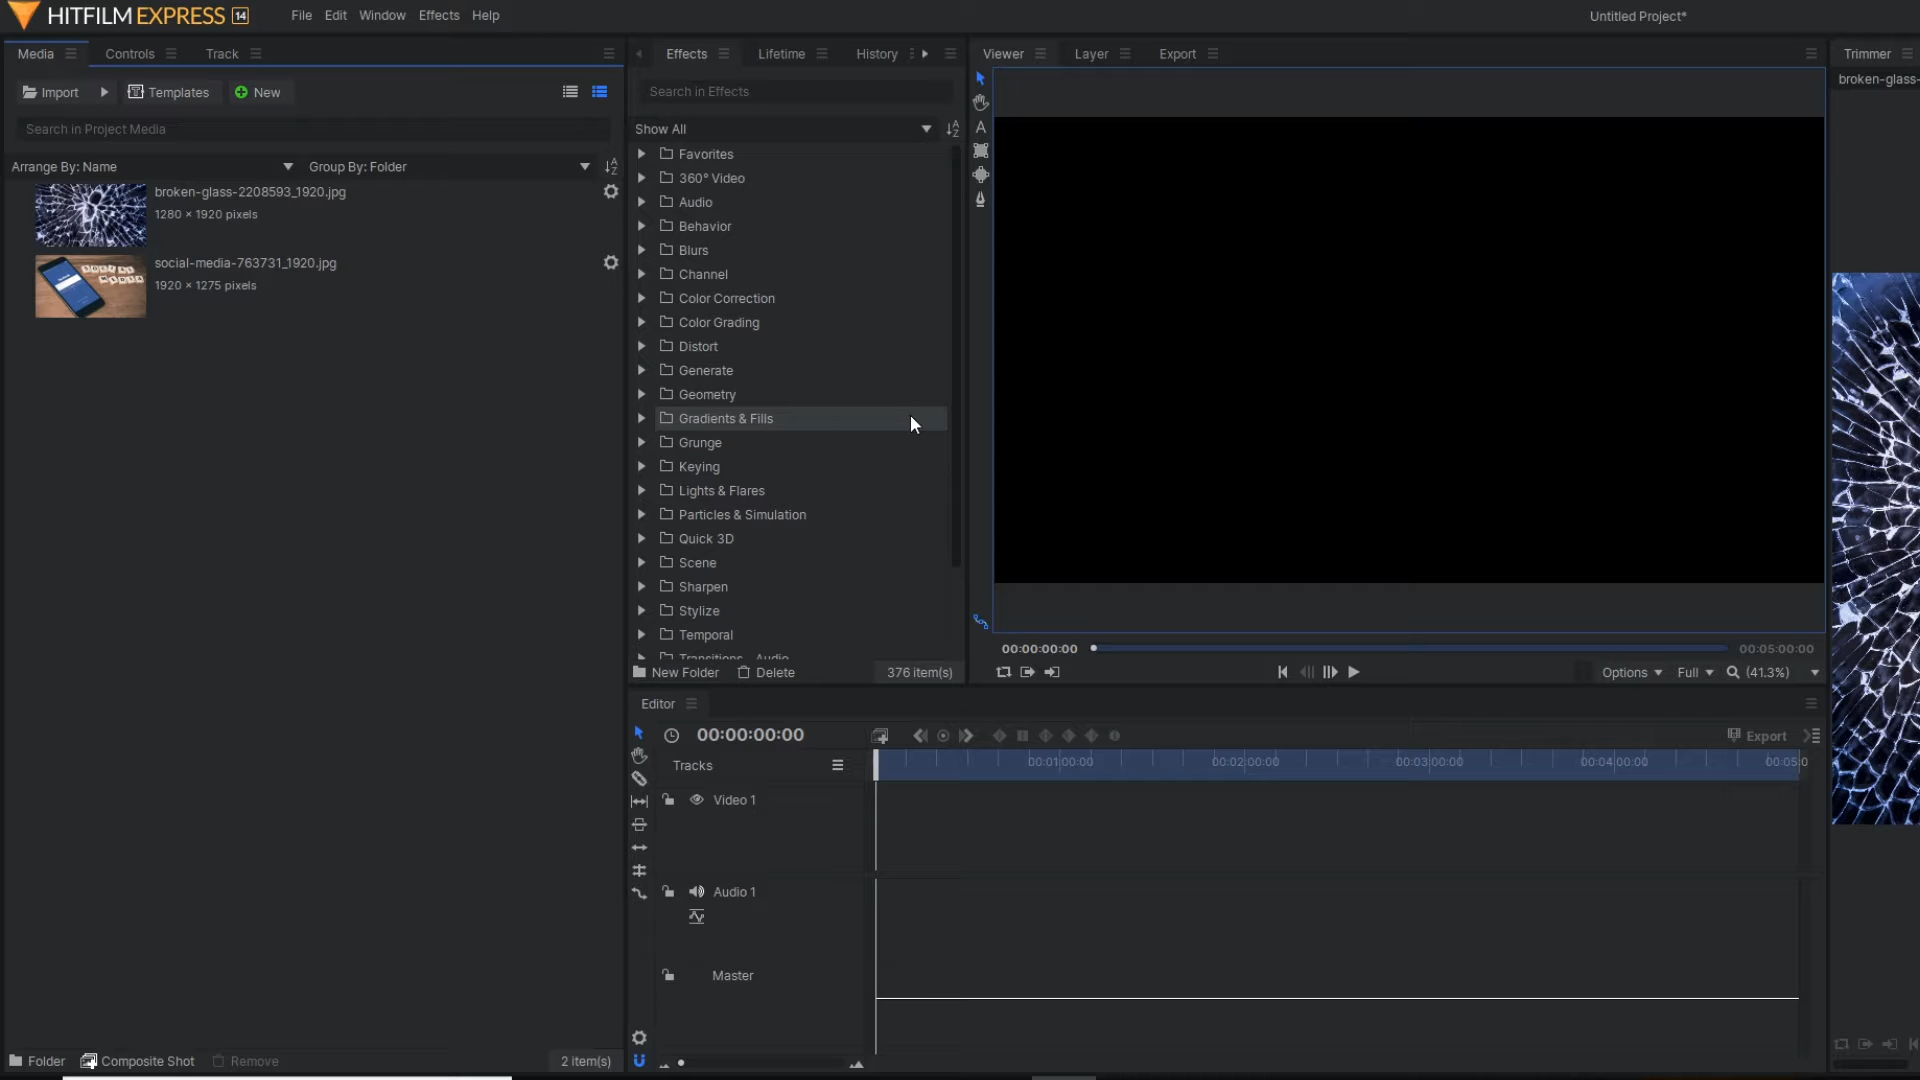 HITFILM EXPRESS 14
File Edit Window Effects Help
Untitled Project*
Media Controls Track
Effects Lifetime History
Viewer Layer Export
Trimmer
Import Templates New
Search in Effects
broken-glass-
Search in Project Media
Show All
Arrange By: Name Group By: Folder
Favorites
360° Video
Audio
Behavior
Blurs
Channel
Color Correction
Color Grading
Distort
Generate
Geometry
Gradients & Fills
Grunge
Keying
Lights & Flares
Particles & Simulation
Quick 3D
Scene
Sharpen
Stylize
Temporal
Transitions - Audio
New Folder Delete 376 item(s)
broken-glass-2208593_1920.jpg
1280 × 1920 pixels
social-media-763731_1920.jpg
1920 × 1275 pixels
A
00:00:00:00 00:05:00:00
Options Full (41.3%)
Editor
00:00:00:00
Export
Tracks
00:01:00:00 00:02:00:00 00:03:00:00 00:04:00:00 00:05:0
Video 1
Audio 1
Master
Folder Composite Shot Remove 2 item(s)